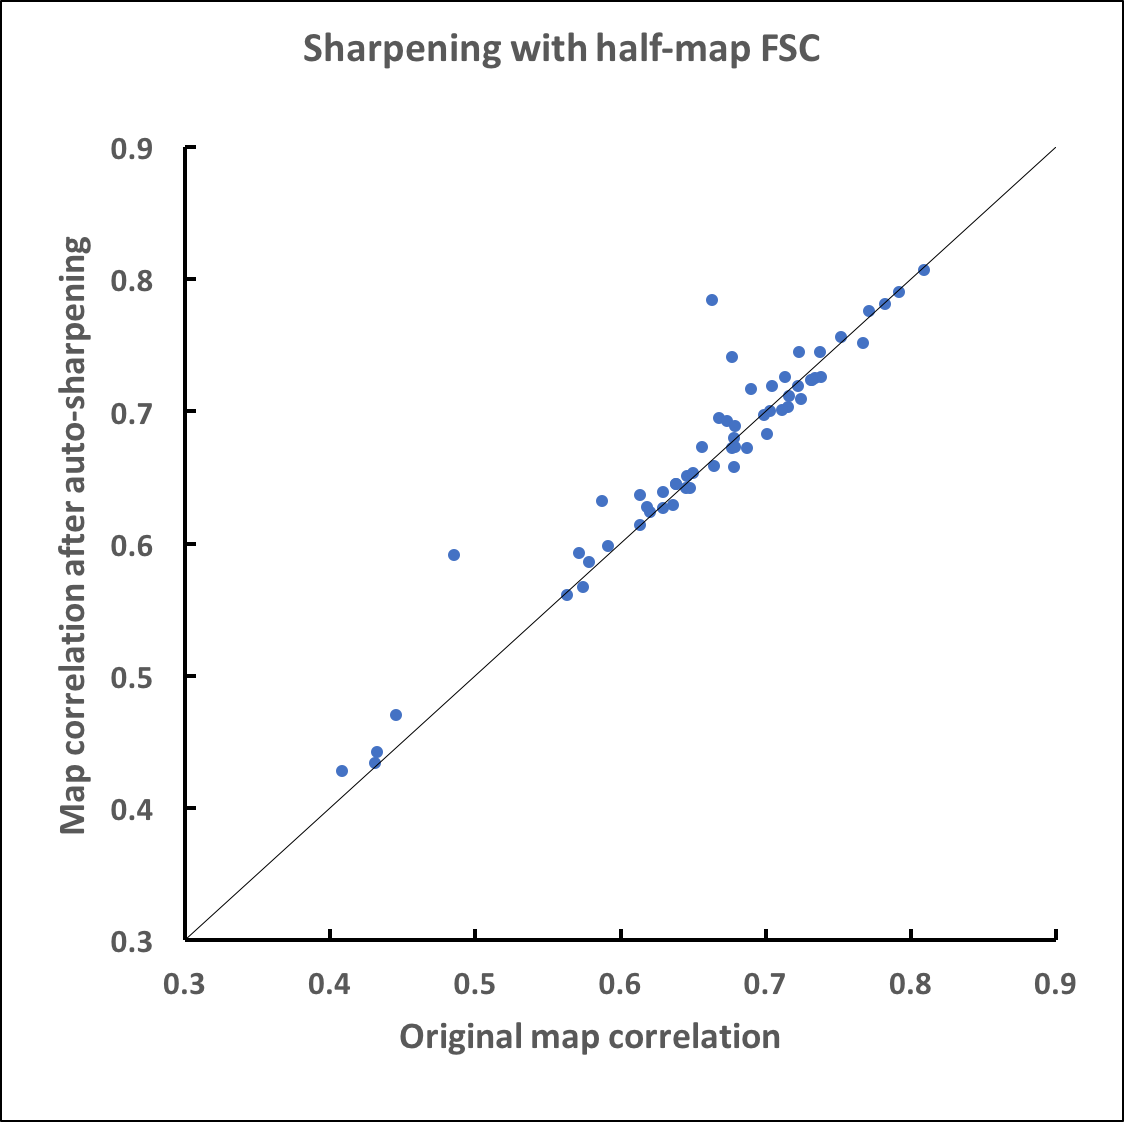 Sharpening with half-map FSC
0.9
0.8
0.7
0.6
0.5
0.4
0.3
Map correlation after auto-sharpening
0.3 0.4 0.5 0.6 0.7 0.8 0.9
Original map correlation